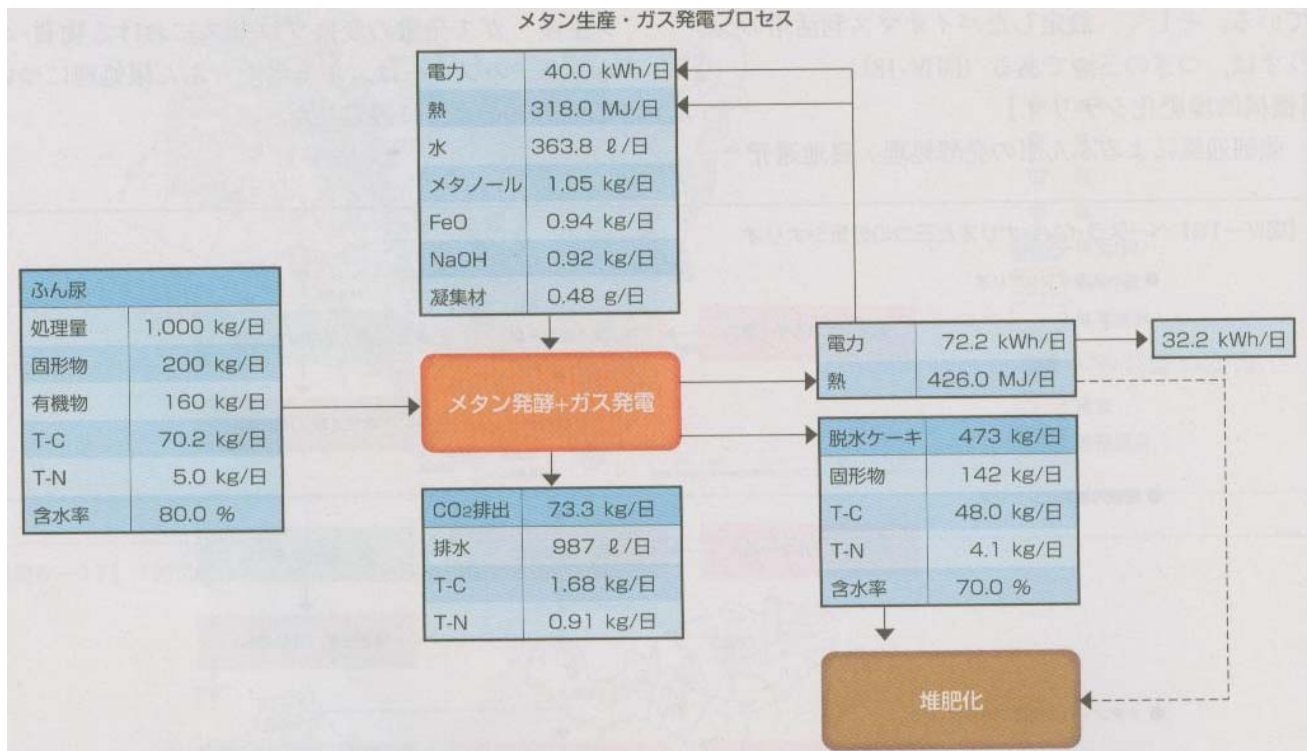 メタン生産・ガス発電プロセス
電力 40.0 kWh/日
熱 318.0 MJ/日
水 363.8 ℓ/日
メタノール 1.05 kg/日
FeO 0.94 kg/日
NaOH 0.92 kg/日
凝集材 0.48 g/日
ふん尿
処理量 1,000 kg/日
固形物 200 kg/日
有機物 160 kg/日
T-C 70.2 kg/日
T-N 5.0 kg/日
含水率 80.0 %
メタン発酵+ガス発電
電力 72.2 kWh/日
熱 426.0 MJ/日
32.2 kWh/日
CO₂排出 73.3 kg/日
排水 987 ℓ/日
T-C 1.68 kg/日
T-N 0.91 kg/日
脱水ケーキ 473 kg/日
固形物 142 kg/日
T-C 48.0 kg/日
T-N 4.1 kg/日
含水率 70.0 %
堆肥化